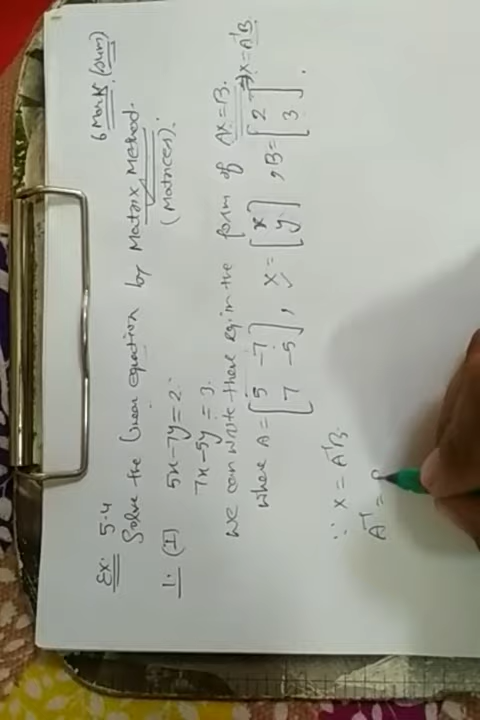 Ex: 5.4 6 Mark (sum)
Solve the linear equation by Matrix Method.
(Matrices).
1. (I) 5x-7y=2.
7x-5y=3.
We can write these eq. in the form of AX=B.
⇒X=A⁻¹B
where A=[5 -7
7 -5], X=[x
y], B=[2
3].
∴ X = A⁻¹B.
A⁻¹ =